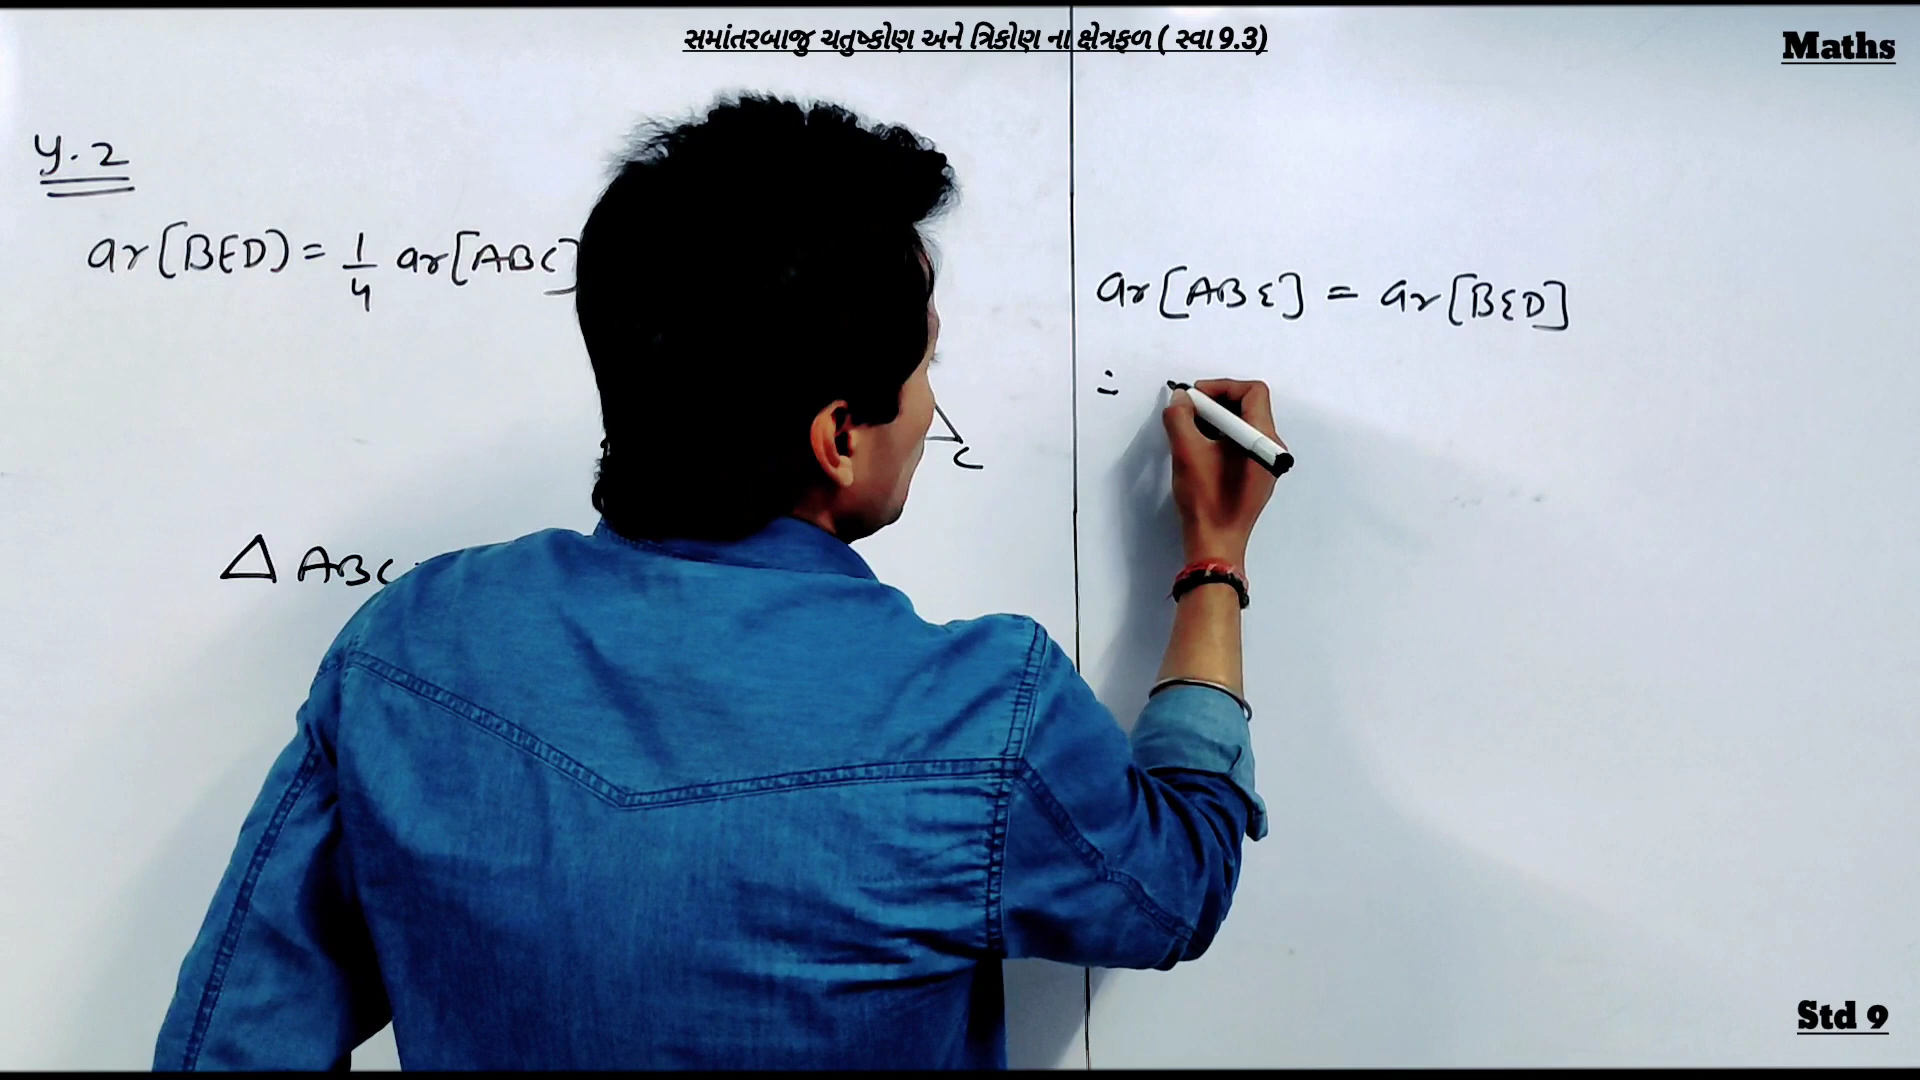 સમાંતરબાજુ ચતુષ્કોણ અને ત્રિકોણ ના ક્ષેત્રફળ ( સ્વા 9.3)
Maths
y. 2
ar[BED) = 1/4 ar[ABC]
C
△ ABC
ar[ABE] = ar[BED]
=
Std 9